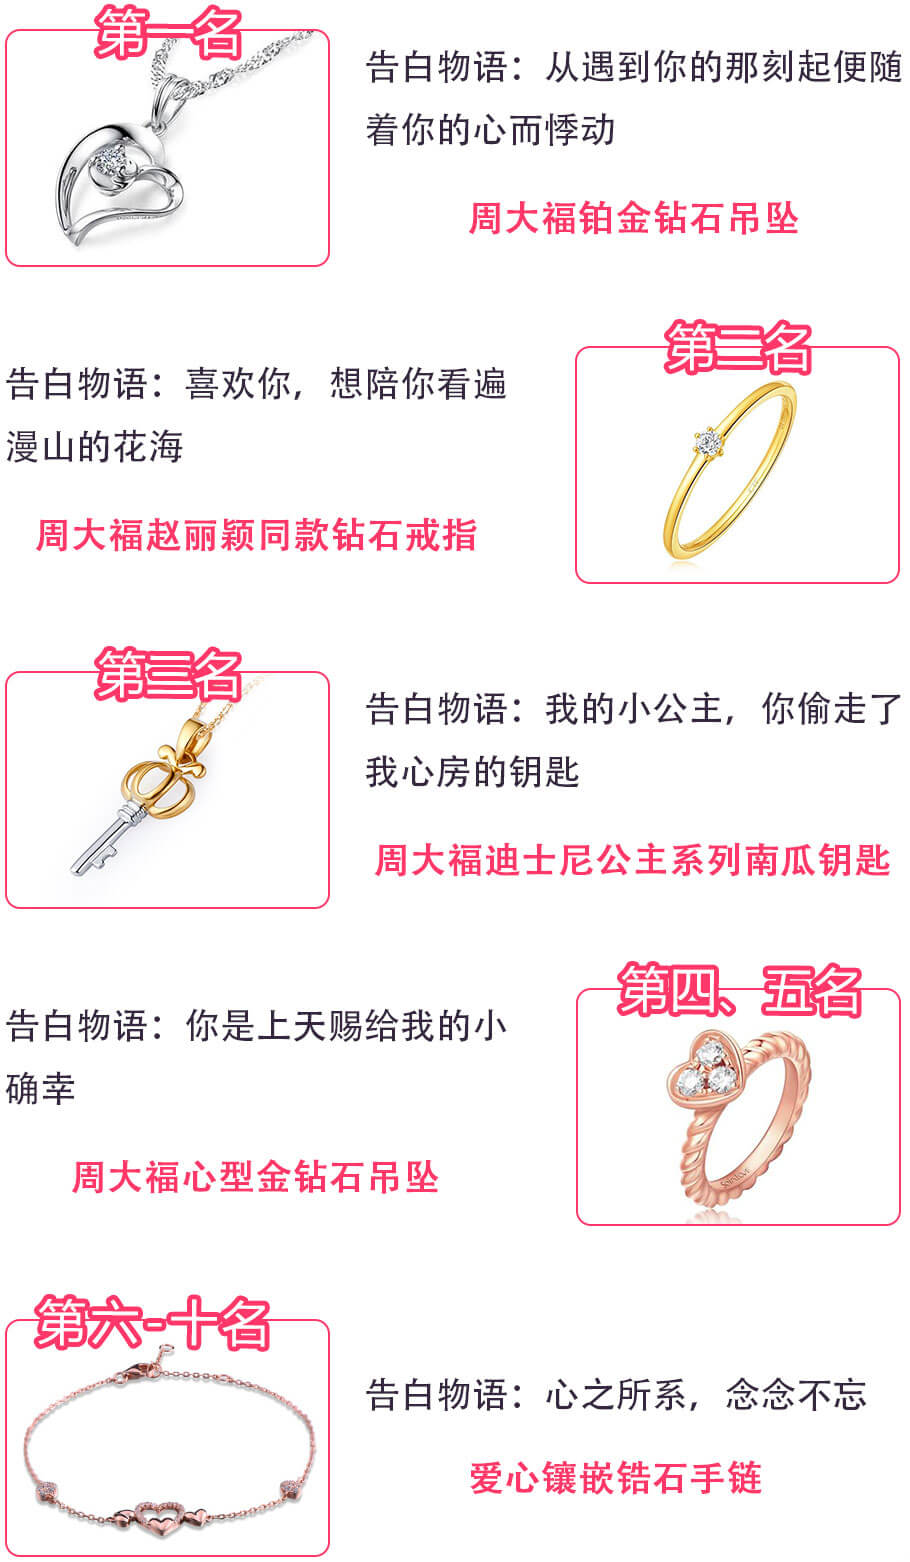 第一名
告白物语：从遇到你的那刻起便随
着你的心而悸动
周大福铂金钻石吊坠
第二名
告白物语：喜欢你，想陪你看遍
漫山的花海
周大福赵丽颖同款钻石戒指
第三名
告白物语：我的小公主，你偷走了
我心房的钥匙
周大福迪士尼公主系列南瓜钥匙
第四、五名
告白物语：你是上天赐给我的小
确幸
周大福心型金钻石吊坠
第六-十名
告白物语：心之所系，念念不忘
爱心镶嵌锆石手链